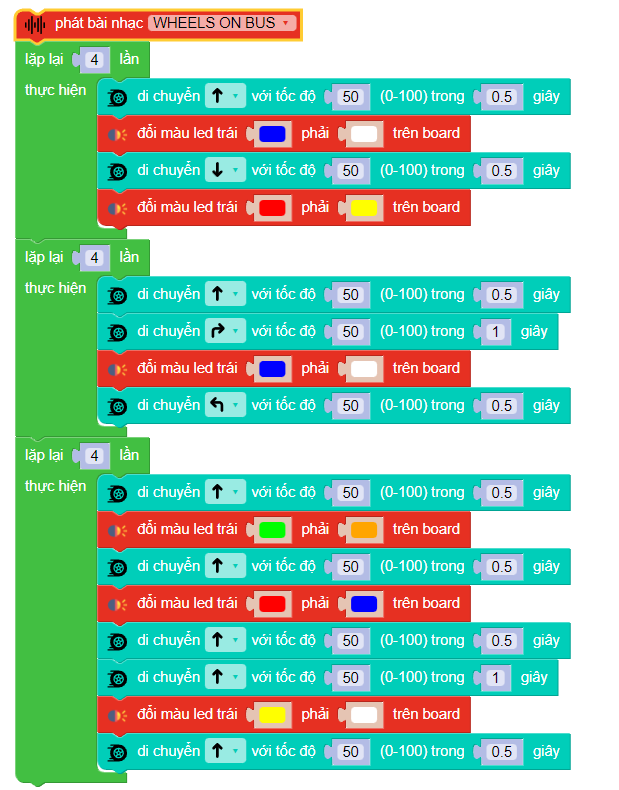 phát bài nhạc WHEELS ON BUS
lặp lại 4 lần
thực hiện
di chuyển với tốc độ 50 (0-100) trong 0.5 giây
đổi màu led trái phải trên board
di chuyển với tốc độ 50 (0-100) trong 0.5 giây
đổi màu led trái phải trên board
lặp lại 4 lần
thực hiện
di chuyển với tốc độ 50 (0-100) trong 0.5 giây
di chuyển với tốc độ 50 (0-100) trong 1 giây
đổi màu led trái phải trên board
di chuyển với tốc độ 50 (0-100) trong 0.5 giây
lặp lại 4 lần
thực hiện
di chuyển với tốc độ 50 (0-100) trong 0.5 giây
đổi màu led trái phải trên board
di chuyển với tốc độ 50 (0-100) trong 0.5 giây
đổi màu led trái phải trên board
di chuyển với tốc độ 50 (0-100) trong 0.5 giây
di chuyển với tốc độ 50 (0-100) trong 1 giây
đổi màu led trái phải trên board
di chuyển với tốc độ 50 (0-100) trong 0.5 giây